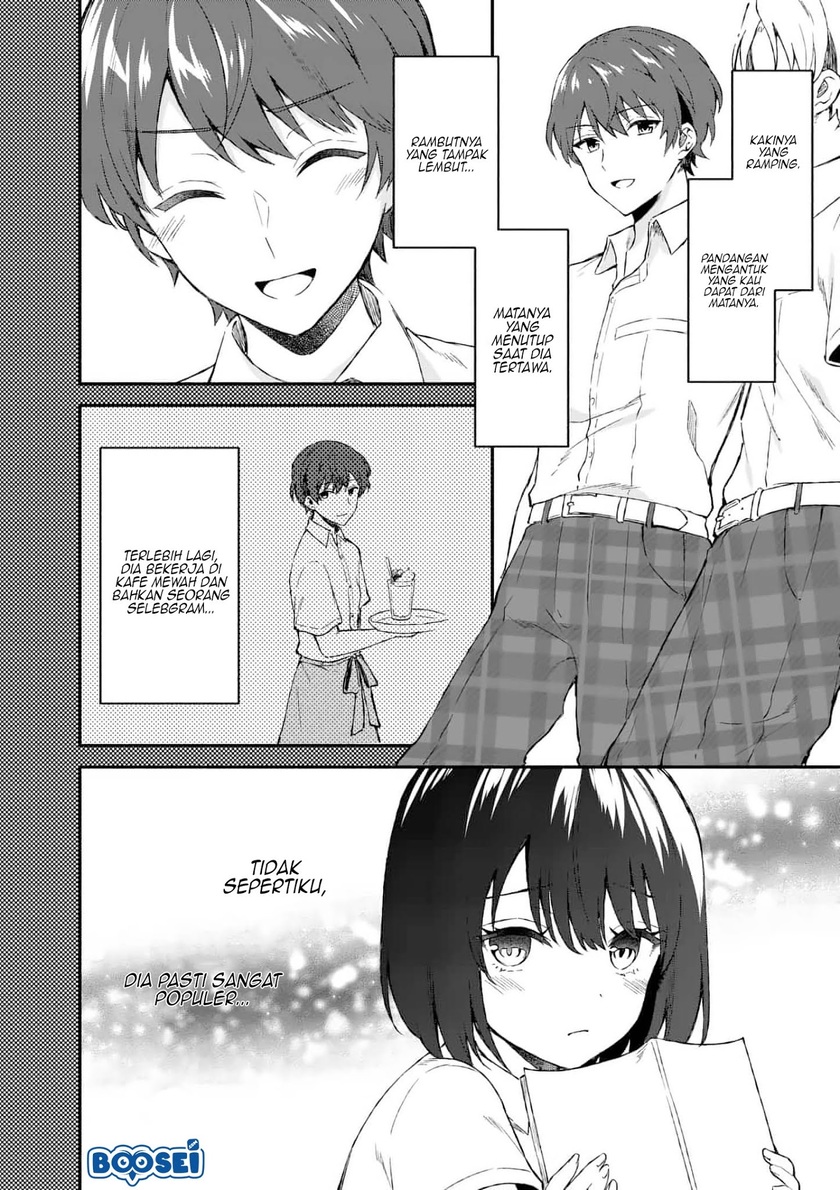 KAKINYA
YANG
RAMPING.
PANDANGAN
MENGANTUK
YANG KAU
DAPAT DARI
MATANYA.
RAMBUTNYA
YANG TAMPAK
LEMBUT...
MATANYA
YANG
MENUTUP
SAAT DIA
TERTAWA.
TERLEBIH LAGI,
DIA BEKERJA DI
KAFE MEWAH DAN
BAHKAN SEORANG
SELEBGRAM...
TIDAK
SEPERTIKU,
DIA PASTI SANGAT
POPULER...
BOOSEI